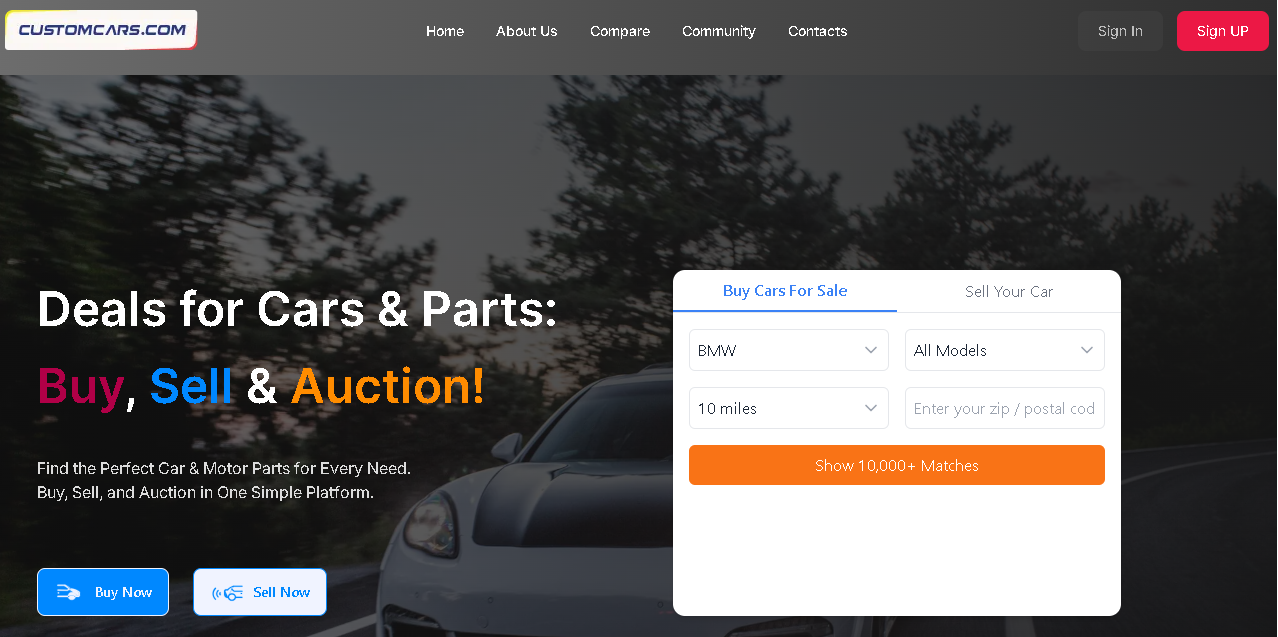 CUSTOMCARS.COM
Home
About Us
Compare
Community
Contacts
Sign In
Sign UP
Deals for Cars & Parts:
Buy, Sell & Auction!
Find the Perfect Car & Motor Parts for Every Need.
Buy, Sell, and Auction in One Simple Platform.
Buy Now
Sell Now
Buy Cars For Sale
Sell Your Car
BMW
All Models
10 miles
Enter your zip / postal cod
Show 10,000+ Matches